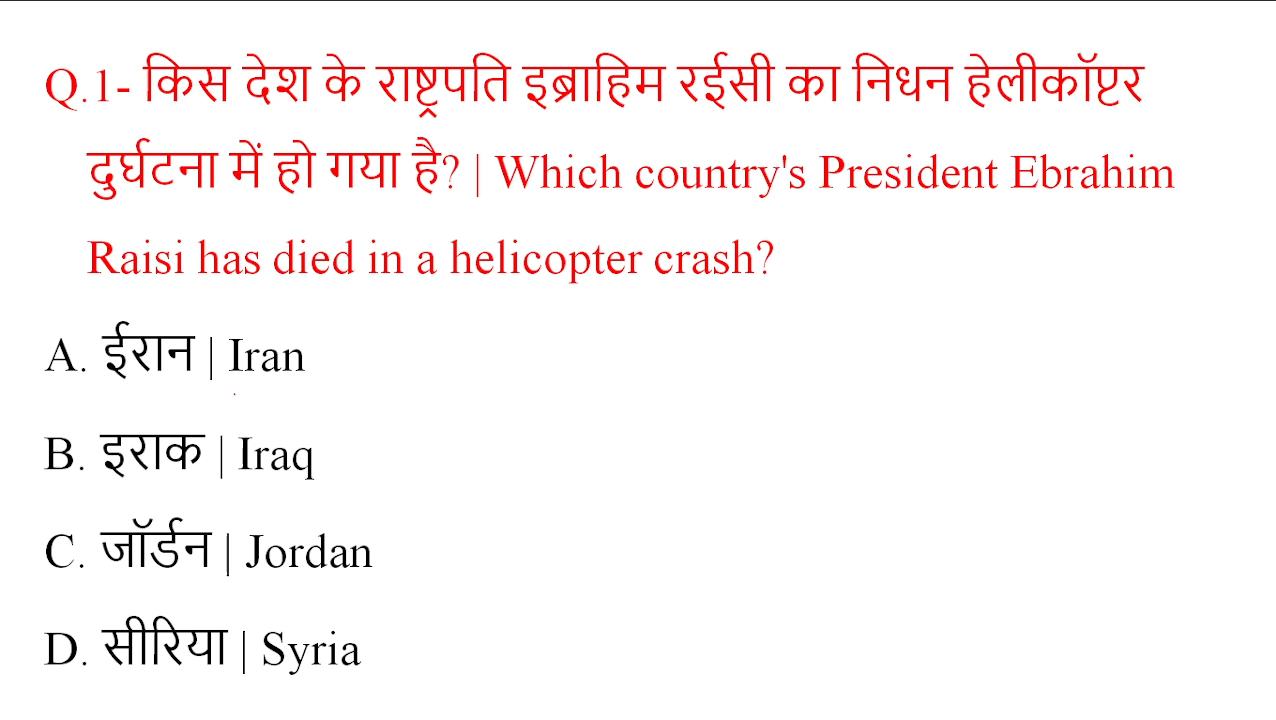 Q.1- किस देश के राष्ट्रपति इब्राहिम रईसी का निधन हेलीकॉप्टर
दुर्घटना में हो गया है? | Which country's President Ebrahim
Raisi has died in a helicopter crash?
A. ईरान | Iran
B. इराक | Iraq
C. जॉर्डन | Jordan
D. सीरिया | Syria